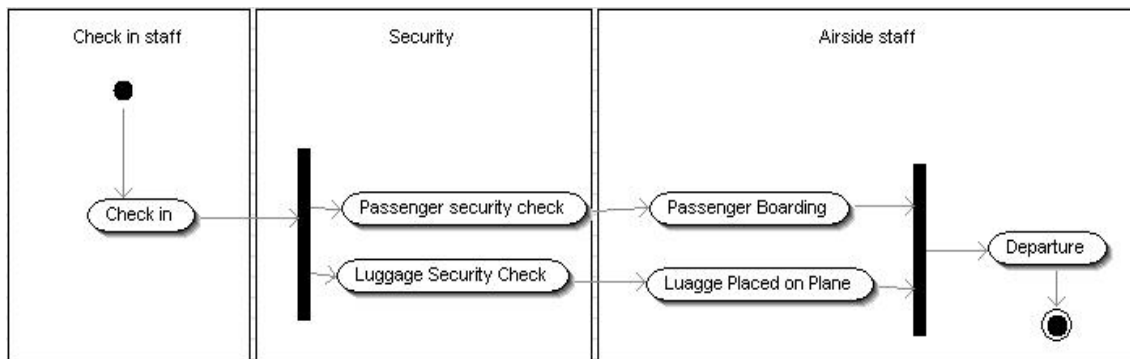 Check in staff
Security
Airside staff
Check in
Passenger security check
Passenger Boarding
Departure
Luggage Security Check
Luagge Placed on Plane